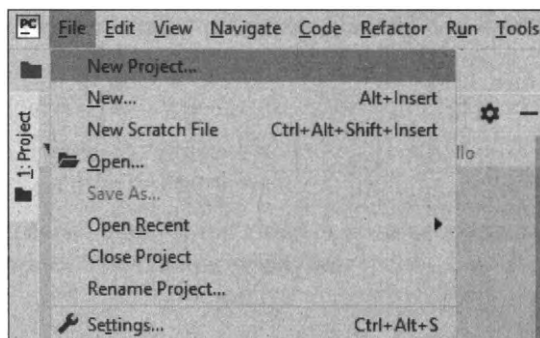 PC File Edit View Navigate Code Refactor Run Tools
New Project...
New... Alt+Insert
New Scratch File Ctrl+Alt+Shift+Insert
1: Project
llo
Open...
Save As...
Open Recent
Close Project
Rename Project...
Settings... Ctrl+Alt+S